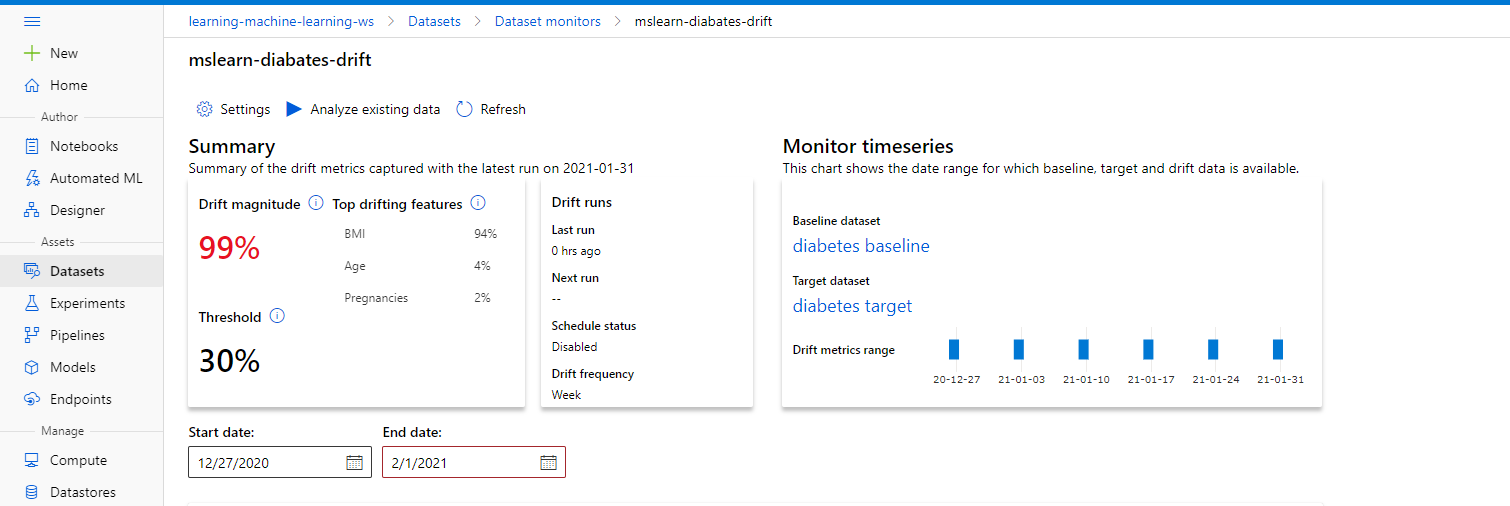 learning-machine-learning-ws > Datasets > Dataset monitors > mslearn-diabates-drift
New
Home
Author
Notebooks
Automated ML
Designer
Assets
Datasets
Experiments
Pipelines
Models
Endpoints
Manage
Compute
Datastores
mslearn-diabates-drift
Settings Analyze existing data Refresh
Summary
Summary of the drift metrics captured with the latest run on 2021-01-31
Drift magnitude Top drifting features
99%
BMI 94%
Age 4%
Pregnancies 2%
Threshold
30%
Drift runs
Last run
0 hrs ago
Next run
--
Schedule status
Disabled
Drift frequency
Week
Monitor timeseries
This chart shows the date range for which baseline, target and drift data is available.
Baseline dataset
diabetes baseline
Target dataset
diabetes target
Drift metrics range
20-12-27 21-01-03 21-01-10 21-01-17 21-01-24 21-01-31
Start date: End date:
12/27/2020 2/1/2021